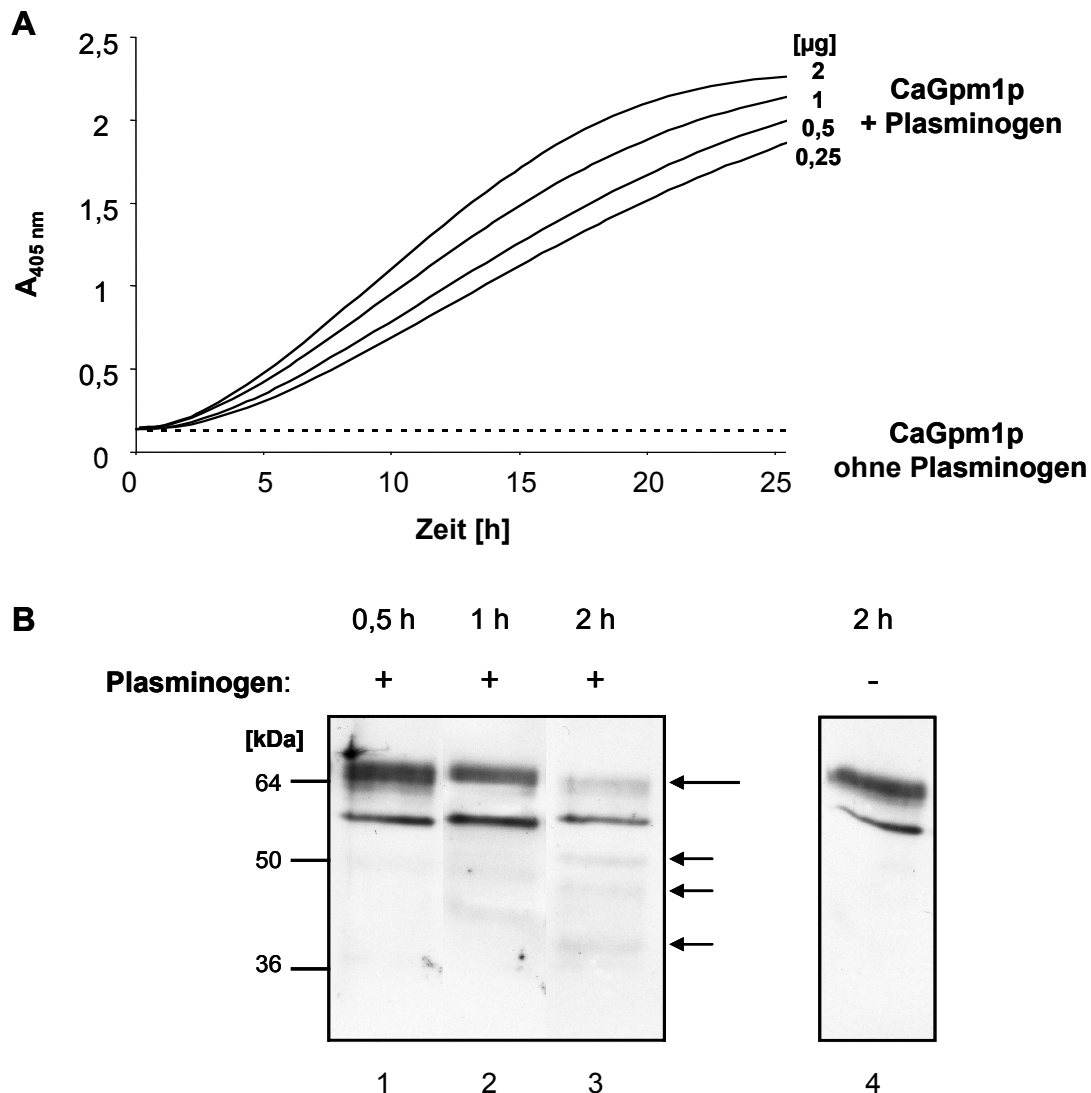 A
2,5
2
1,5
1
0,5
0
A405 nm
0 5 10 15 20 25
Zeit [h]
[µg]
2
1
0,5
0,25
CaGpm1p
+ Plasminogen
CaGpm1p
ohne Plasminogen
B
0,5 h 1 h 2 h 2 h
Plasminogen: + + + -
[kDa]
64
50
36
1 2 3 4